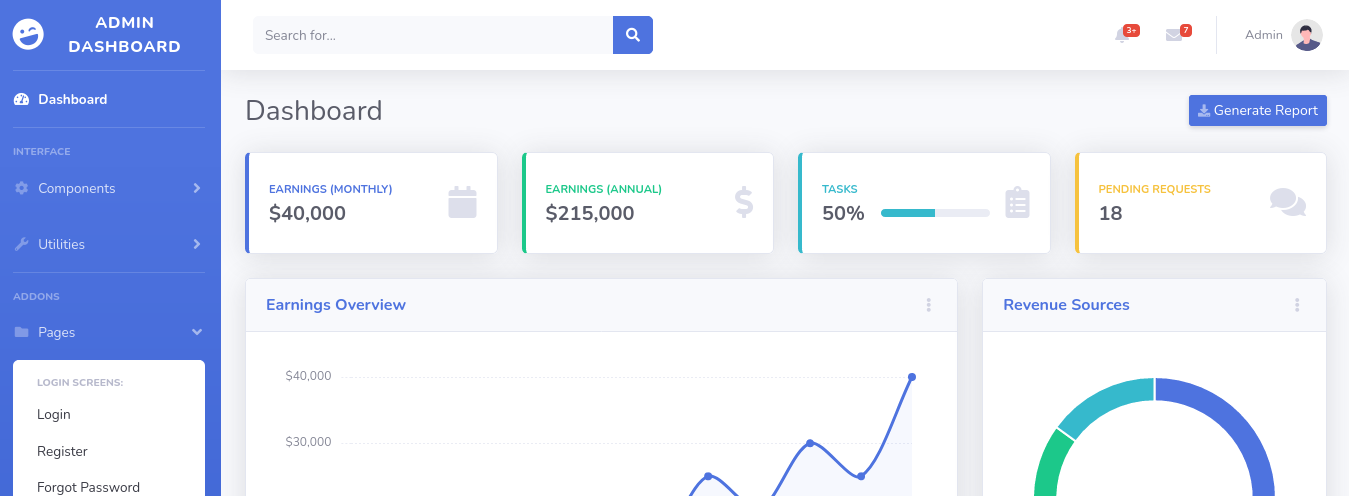 ADMIN
DASHBOARD
Dashboard
INTERFACE
Components
Utilities
ADDONS
Pages
LOGIN SCREENS:
Login
Register
Forgot Password
Search for...
3+
7
Admin
Dashboard
Generate Report
EARNINGS (MONTHLY)
$40,000
EARNINGS (ANNUAL)
$215,000
TASKS
50%
PENDING REQUESTS
18
Earnings Overview
$40,000
$30,000
Revenue Sources